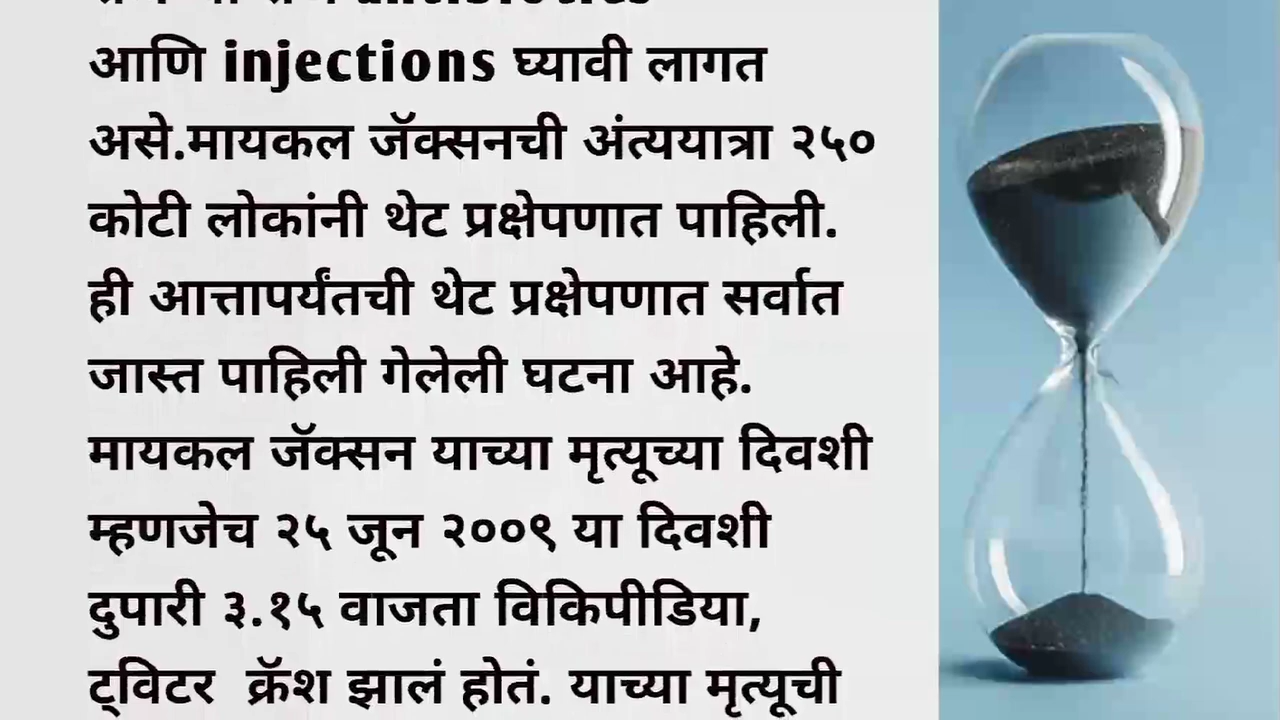 आणि injections घ्यावी लागत
असे.मायकल जॅक्सनची अंत्ययात्रा २५०
कोटी लोकांनी थेट प्रक्षेपणात पाहिली.
ही आत्तापर्यंतची थेट प्रक्षेपणात सर्वात
जास्त पाहिली गेलेली घटना आहे.
मायकल जॅक्सन याच्या मृत्यूच्या दिवशी
म्हणजेच २५ जून २००९ या दिवशी
दुपारी ३.१५ वाजता विकिपीडिया,
ट्विटर क्रॅश झालं होतं. याच्या मृत्यूची